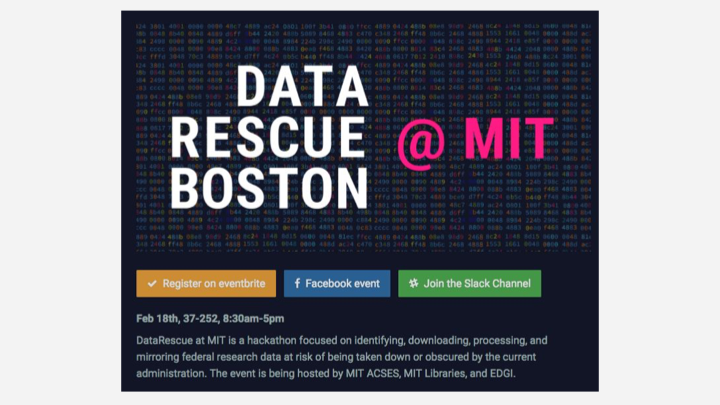 DATA
RESCUE
BOSTON
@ MIT
Register on eventbrite
Facebook event
Join the Slack Channel
Feb 18th, 37-252, 8:30am-5pm
DataRescue at MIT is a hackathon focused on identifying, downloading, processing, and
mirroring federal research data at risk of being taken down or obscured by the current
administration. The event is being hosted by MIT ACSES, MIT Libraries, and EDGI.